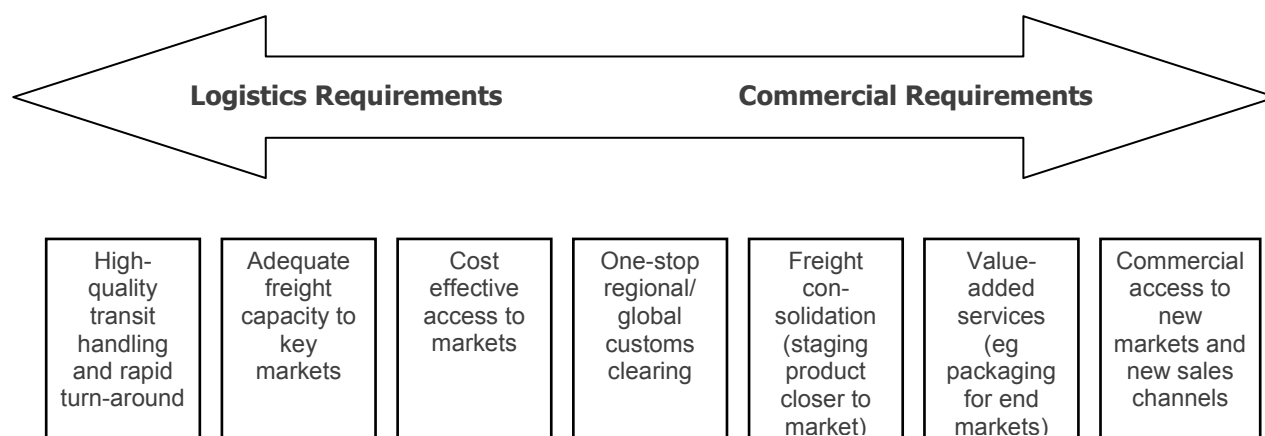 Logistics Requirements
Commercial Requirements
High-
quality
transit
handling
and rapid
turn-around
Adequate
freight
capacity to
key
markets
Cost
effective
access to
markets
One-stop
regional/
global
customs
clearing
Freight
con-
solidation
(staging
product
closer to
market)
Value-
added
services
(eg
packaging
for end
markets)
Commercial
access to
new
markets and
new sales
channels